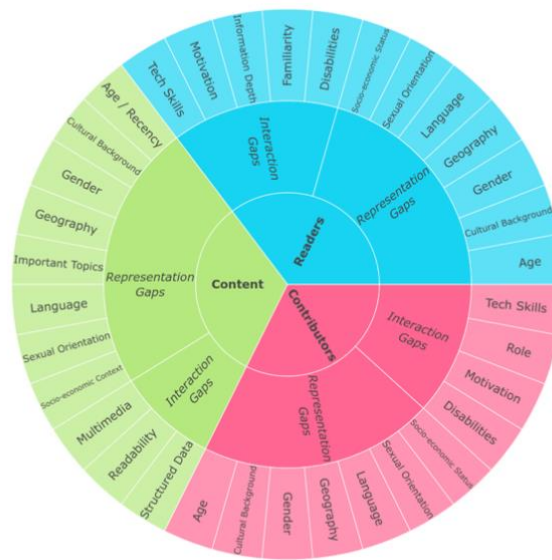 Readers
Interaction
Gaps
Tech Skills
Motivation
Information Depth
Familiarity
Disabilities
Representation
Gaps
Socio-economic Status
Sexual Orientation
Language
Geography
Gender
Cultural Background
Age
Contributors
Interaction
Gaps
Tech Skills
Role
Motivation
Disabilities
Representation
Gaps
Socio-economic Status
Sexual Orientation
Language
Geography
Gender
Cultural Background
Age
Content
Interaction
Gaps
Structured Data
Readability
Multimedia
Representation
Gaps
Socio-economic Context
Sexual Orientation
Language
Important Topics
Geography
Gender
Cultural Background
Age / Recency